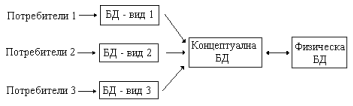 Потребители 1
БД - вид 1
Потребители 2
БД - вид 2
Концептуална
БД
Физическа
БД
Потребители 3
БД - вид 3